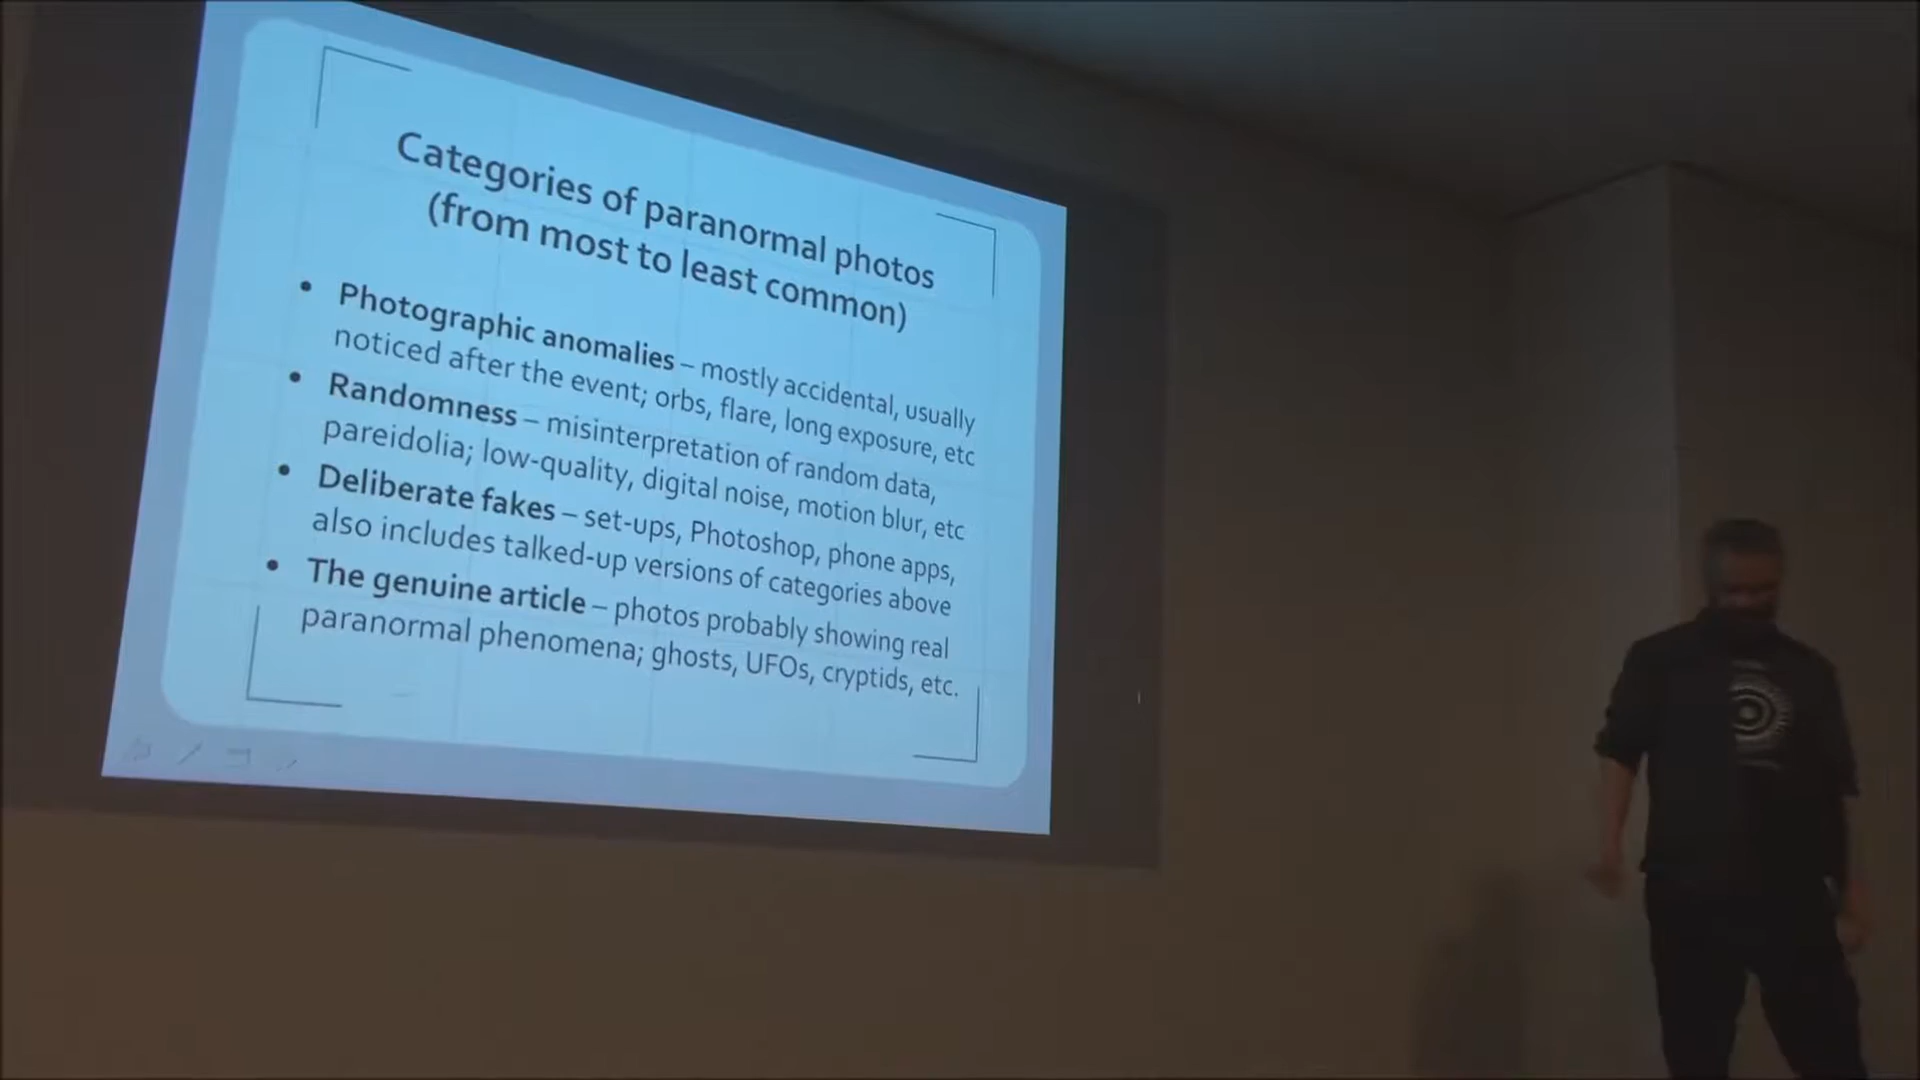 Categories of paranormal photos
(from most to least common)
• Photographic anomalies – mostly accidental, usually
noticed after the event; orbs, flare, long exposure, etc
• Randomness – misinterpretation of random data,
pareidolia; low-quality, digital noise, motion blur, etc
• Deliberate fakes – set-ups, Photoshop, phone apps,
also includes talked-up versions of categories above
• The genuine article – photos probably showing real
paranormal phenomena; ghosts, UFOs, cryptids, etc.